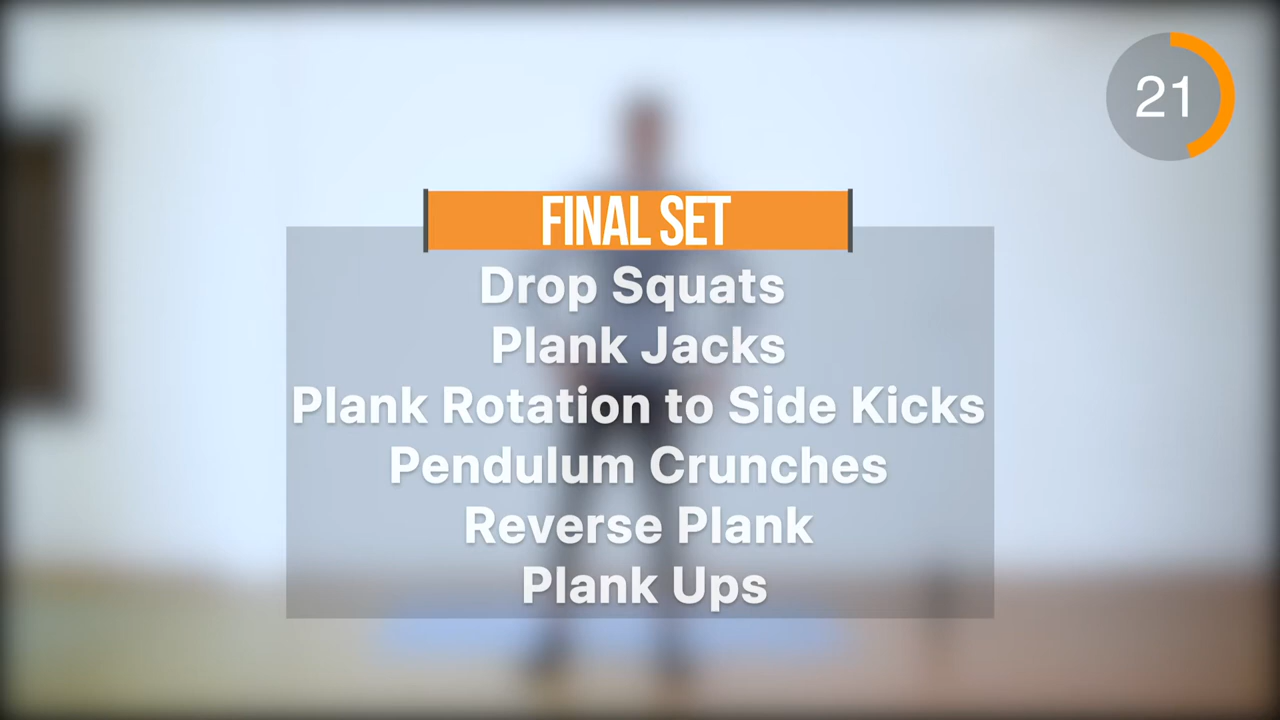 21
FINAL SET
Drop Squats
Plank Jacks
Plank Rotation to Side Kicks
Pendulum Crunches
Reverse Plank
Plank Ups